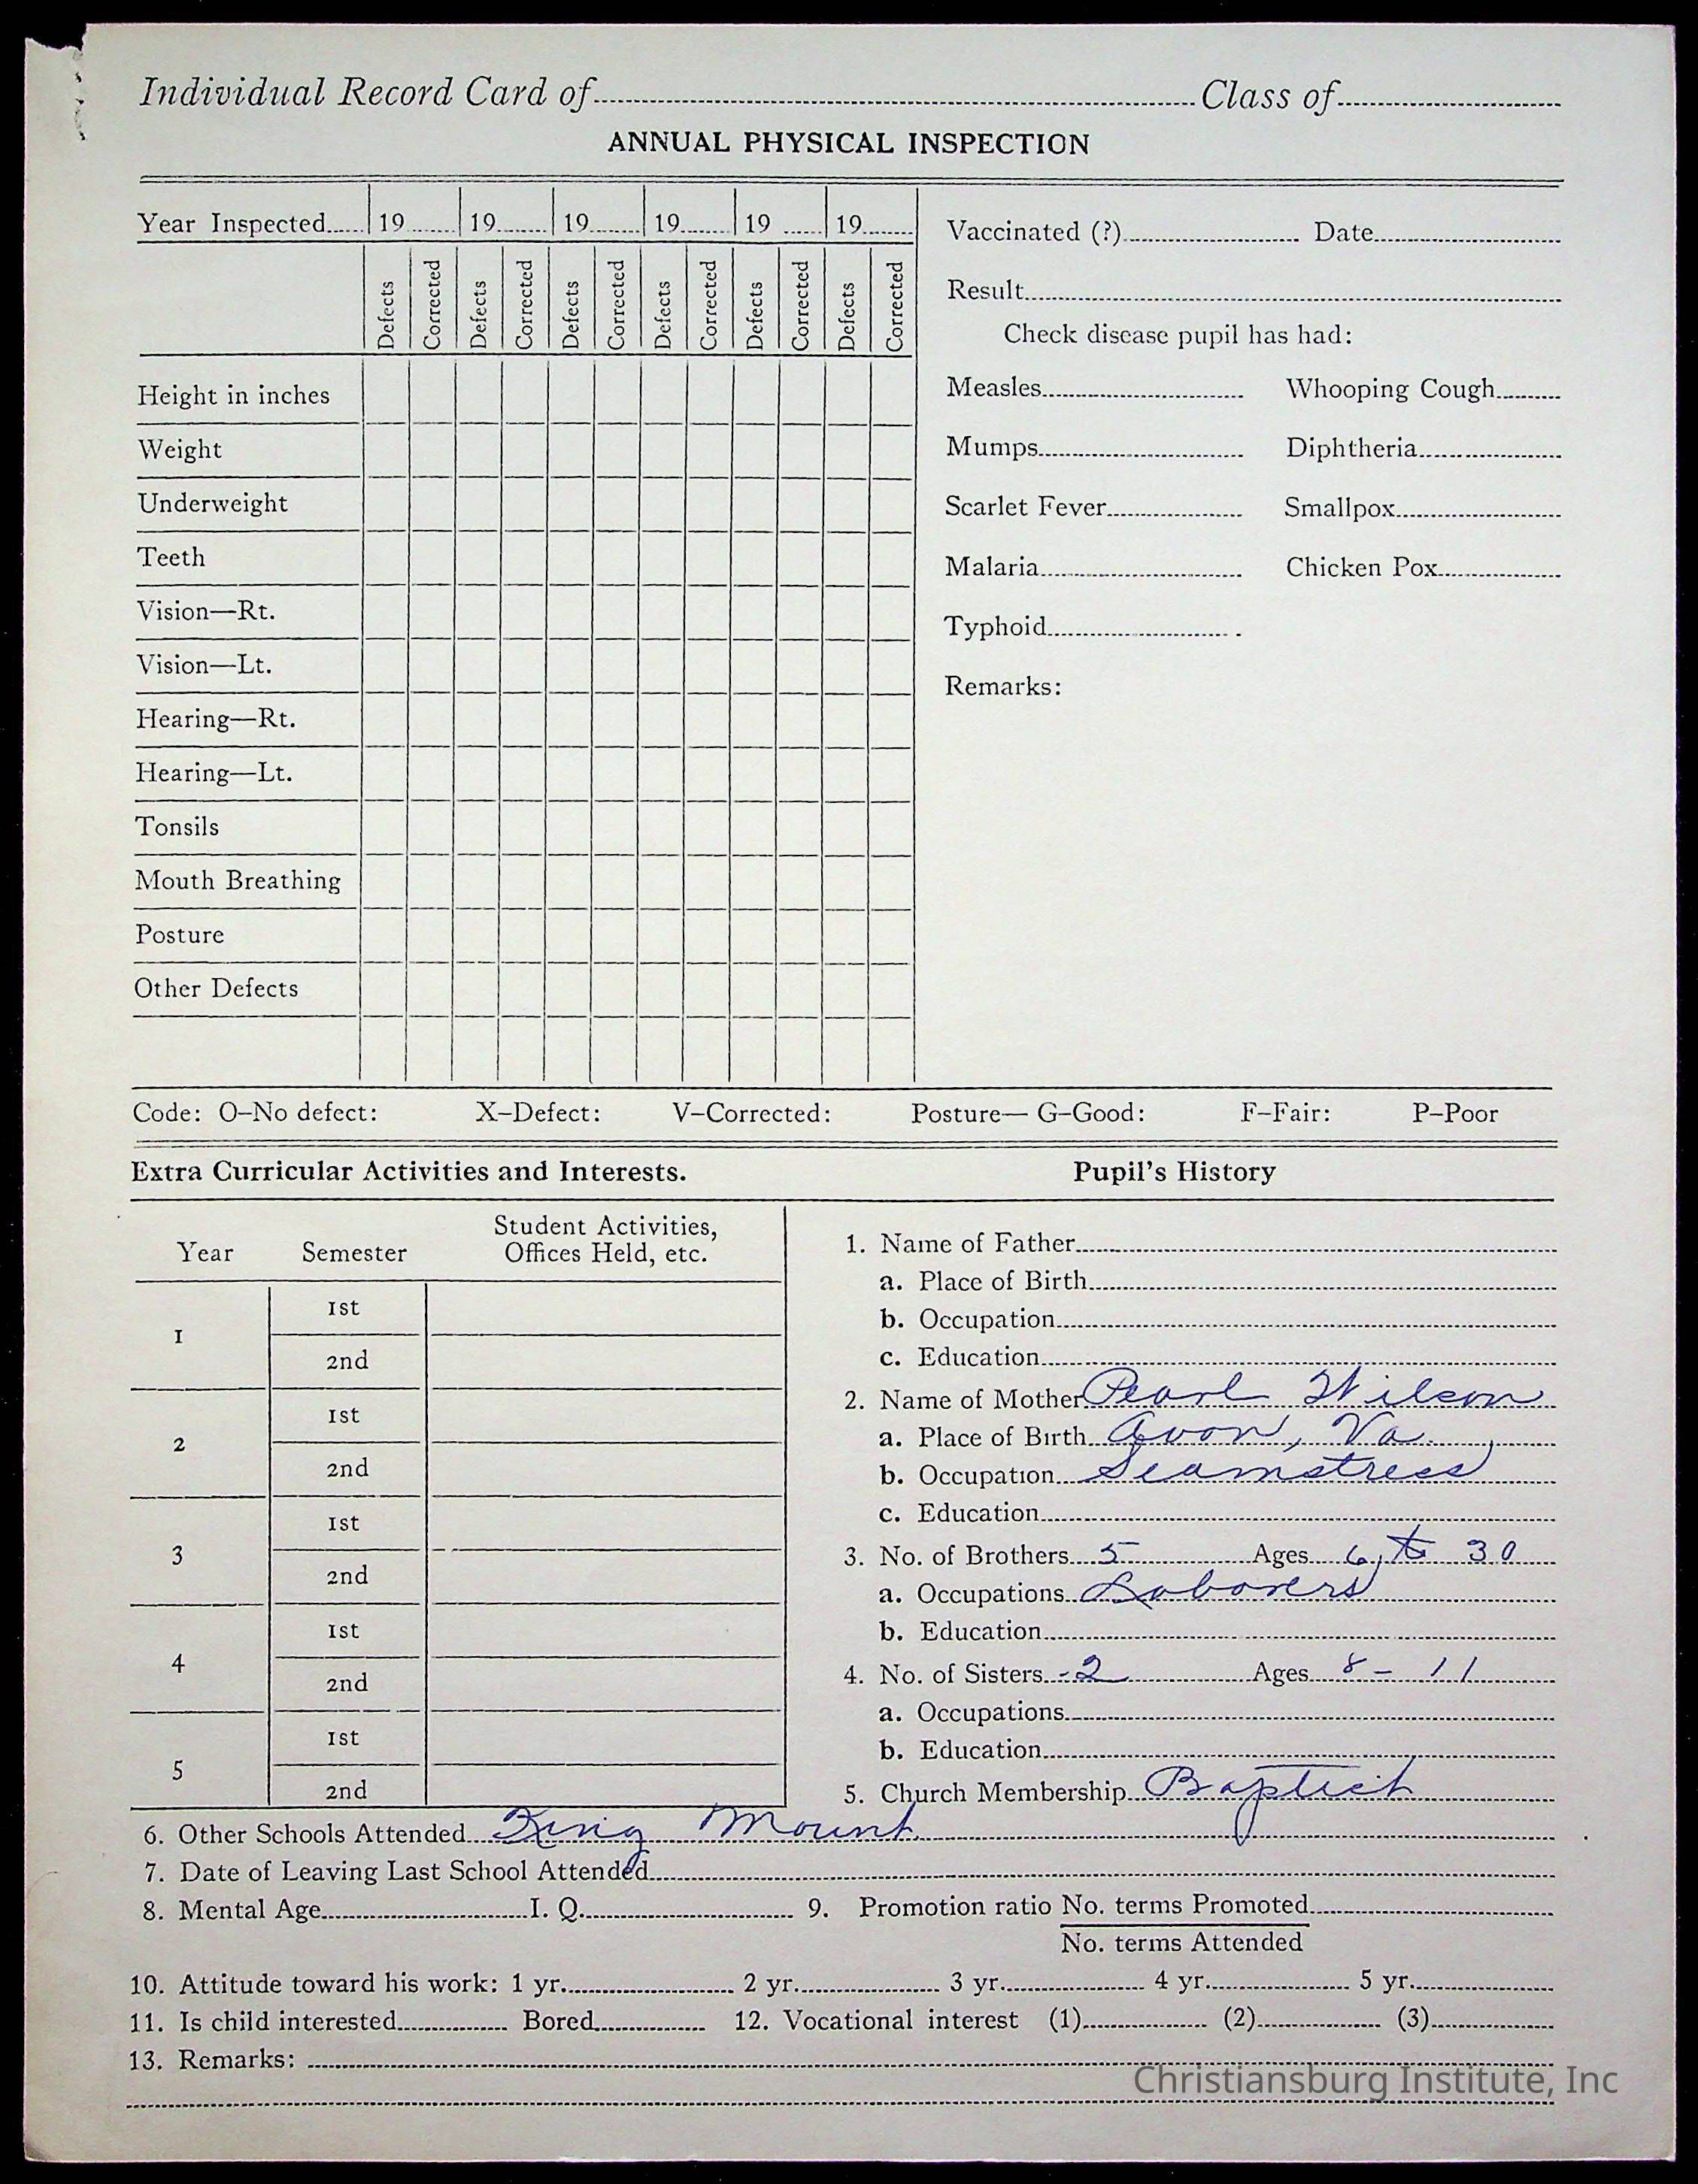 Individual Record Card of Class of
ANNUAL PHYSICAL INSPECTION
Year Inspected 19 19 19 19 19 19
Defects Corrected Defects Corrected Defects Corrected Defects Corrected Defects Corrected Defects Corrected
Height in inches
Weight
Underweight
Teeth
Vision—Rt.
Vision—Lt.
Hearing—Rt.
Hearing—Lt.
Tonsils
Mouth Breathing
Posture
Other Defects
Vaccinated (?) Date
Result
Check disease pupil has had:
Measles Whooping Cough
Mumps Diphtheria
Scarlet Fever Smallpox
Malaria Chicken Pox
Typhoid
Remarks:
Code: O–No defect: X–Defect: V–Corrected: Posture— G–Good: F–Fair: P–Poor
Extra Curricular Activities and Interests.
Year Semester Student Activities, Offices Held, etc.
1 1st
2nd
2 1st
2nd
3 1st
2nd
4 1st
2nd
5 1st
2nd
Pupil's History
1. Name of Father
a. Place of Birth
b. Occupation
c. Education
2. Name of Mother Pearl Wilson
a. Place of Birth Avon, Va.
b. Occupation Seamstress
c. Education
3. No. of Brothers 5 Ages 6 to 30
a. Occupations Laborers
b. Education
4. No. of Sisters 2 Ages 8 – 11
a. Occupations
b. Education
5. Church Membership Baptist
6. Other Schools Attended King Mount
7. Date of Leaving Last School Attended
8. Mental Age I. Q. 9. Promotion ratio No. terms Promoted
No. terms Attended
10. Attitude toward his work: 1 yr. 2 yr. 3 yr. 4 yr. 5 yr.
11. Is child interested Bored 12. Vocational interest (1) (2) (3)
13. Remarks:
Christiansburg Institute, Inc